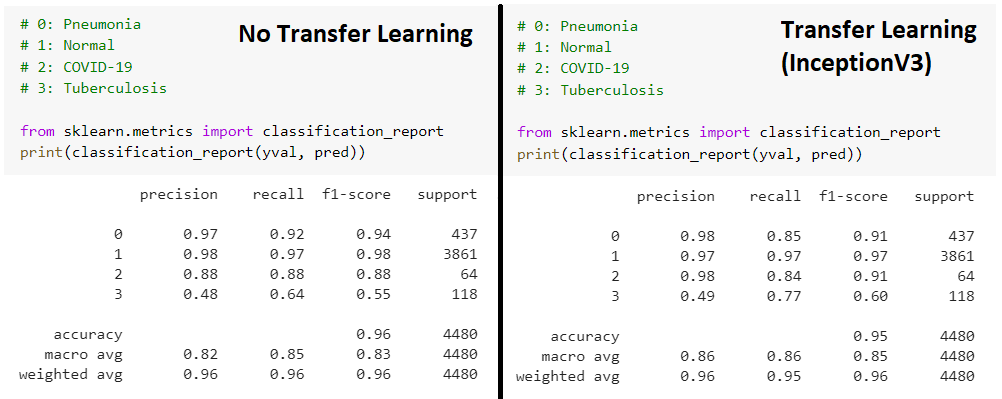 # 0: Pneumonia
# 1: Normal
# 2: COVID-19
# 3: Tuberculosis
No Transfer Learning
from sklearn.metrics import classification_report
print(classification_report(yval, pred))
precision recall f1-score support
0 0.97 0.92 0.94 437
1 0.98 0.97 0.98 3861
2 0.88 0.88 0.88 64
3 0.48 0.64 0.55 118
accuracy 0.96 4480
macro avg 0.82 0.85 0.83 4480
weighted avg 0.96 0.96 0.96 4480
# 0: Pneumonia
# 1: Normal
# 2: COVID-19
# 3: Tuberculosis
Transfer Learning
(InceptionV3)
from sklearn.metrics import classification_report
print(classification_report(yval, pred))
precision recall f1-score support
0 0.98 0.85 0.91 437
1 0.97 0.97 0.97 3861
2 0.98 0.84 0.91 64
3 0.49 0.77 0.60 118
accuracy 0.95 4480
macro avg 0.86 0.86 0.85 4480
weighted avg 0.96 0.95 0.96 4480